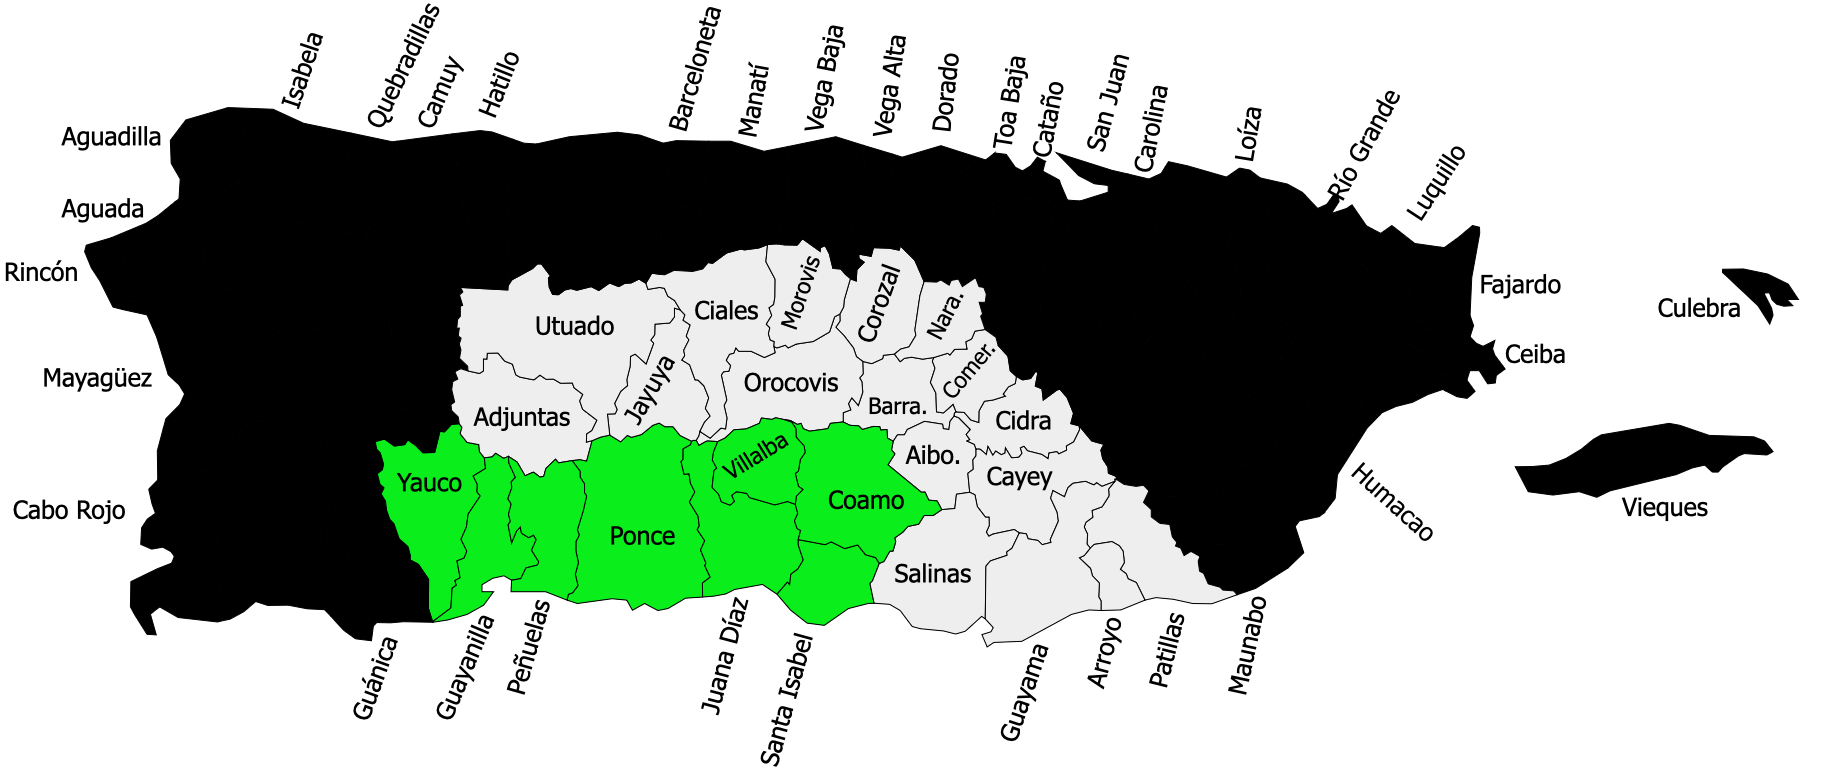 Isabela
Quebradillas
Camuy
Hatillo
Barceloneta
Manatí
Vega Baja
Vega Alta
Dorado
Toa Baja
Cataño
San Juan
Carolina
Loíza
Río Grande
Luquillo
Aguadilla
Aguada
Rincón
Mayagüez
Cabo Rojo
Fajardo
Ceiba
Culebra
Vieques
Humacao
Utuado
Ciales
Morovis
Corozal
Nara.
Jayuya
Orocovis
Comer.
Adjuntas
Barra.
Cidra
Villalba
Aibo.
Yauco
Cayey
Coamo
Ponce
Salinas
Guánica
Guayanilla
Peñuelas
Juana Díaz
Santa Isabel
Guayama
Arroyo
Patillas
Maunabo